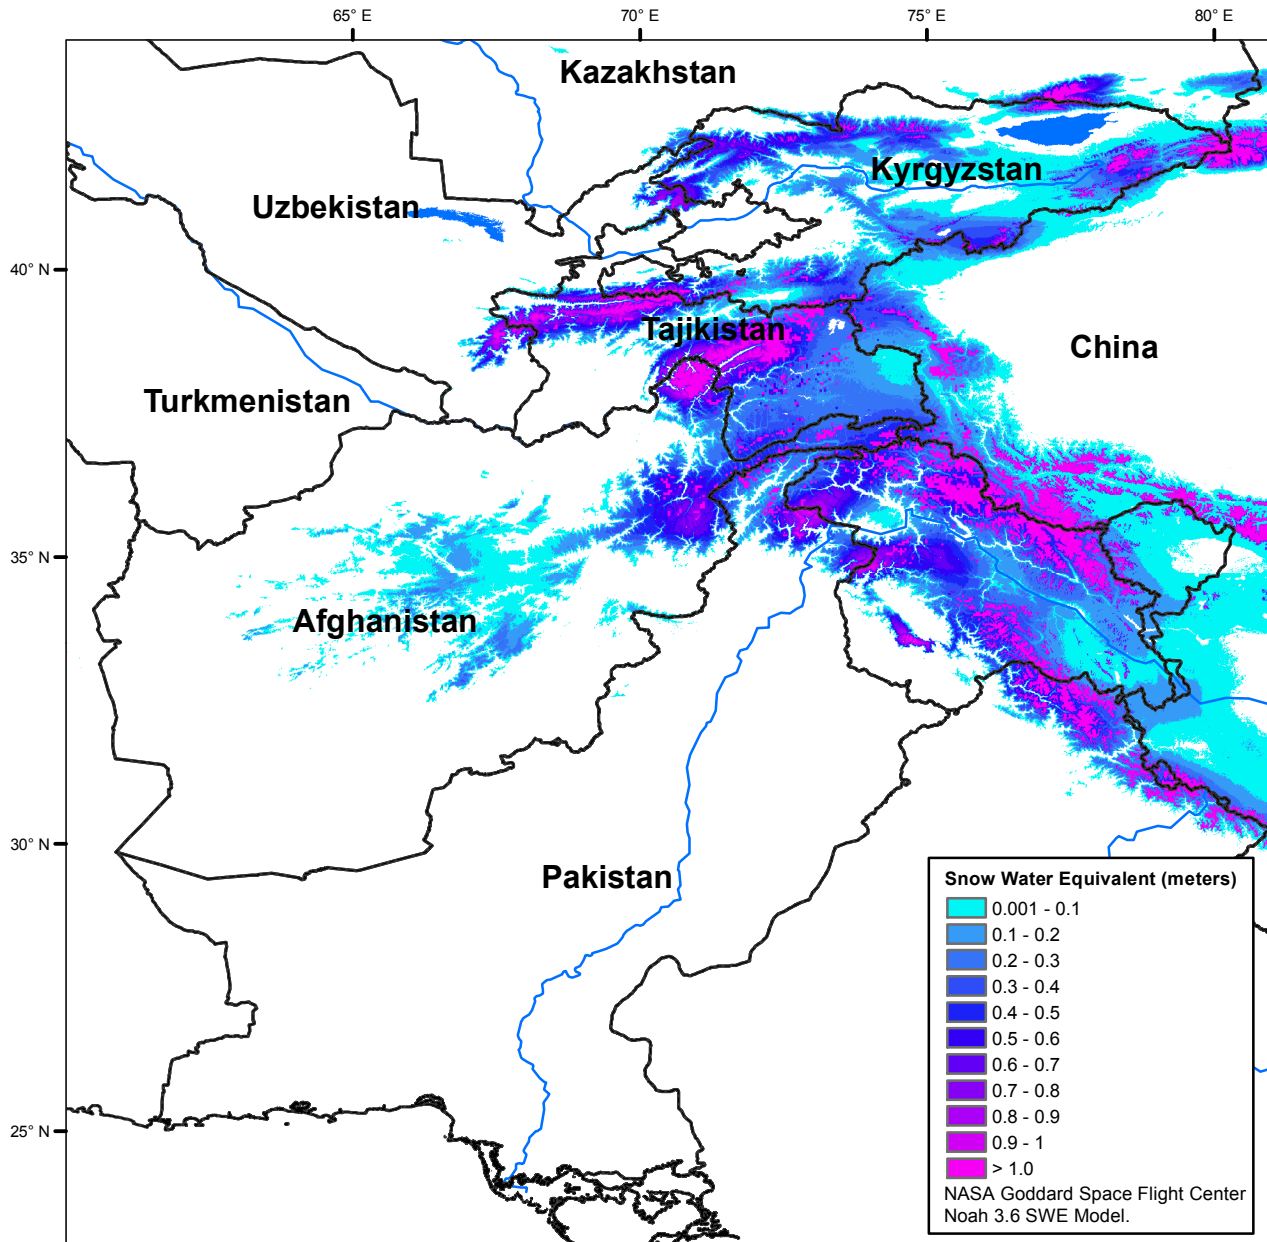 65° E
70° E
75° E
80° E
Kazakhstan
Kyrgyzstan
Uzbekistan
40° N
Tajikistan
China
Turkmenistan
35° N
Afghanistan
30° N
Pakistan
25° N
Snow Water Equivalent (meters)
0.001 - 0.1
0.1 - 0.2
0.2 - 0.3
0.3 - 0.4
0.4 - 0.5
0.5 - 0.6
0.6 - 0.7
0.7 - 0.8
0.8 - 0.9
0.9 - 1
> 1.0
NASA Goddard Space Flight Center
Noah 3.6 SWE Model.